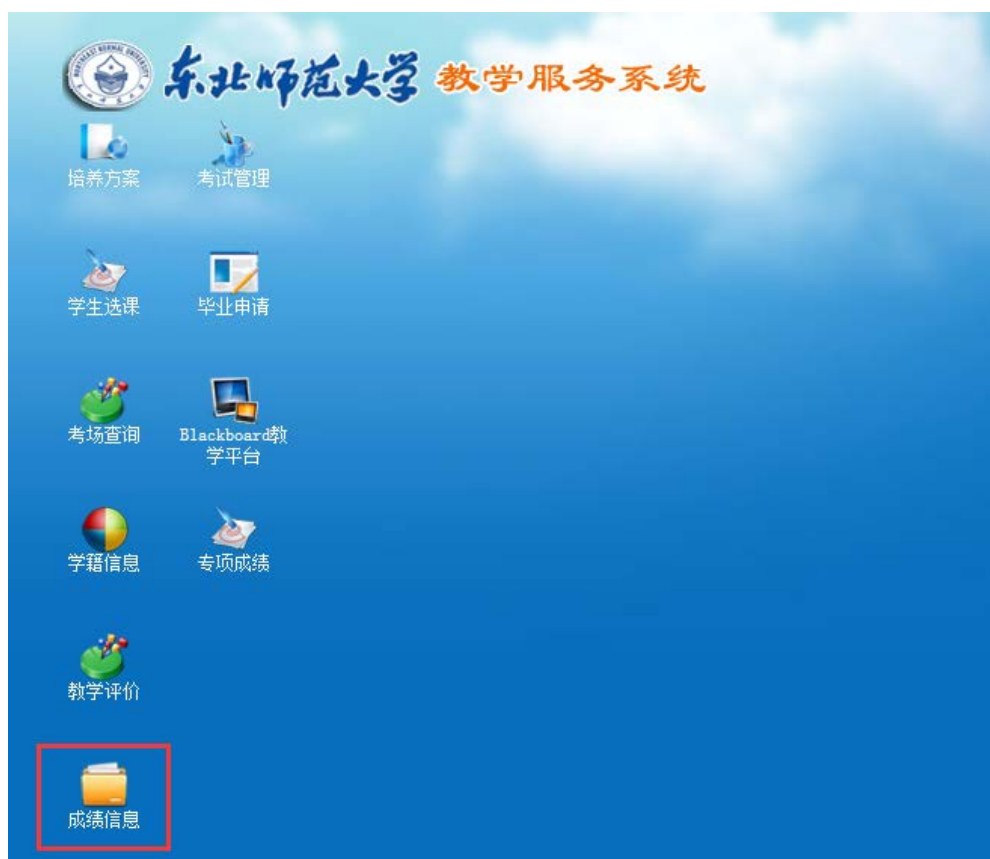 东北师范大学 教学服务系统
培养方案 考试管理
学生选课 毕业申请
考场查询 Blackboard教
学平台
学籍信息 专项成绩
教学评价
成绩信息